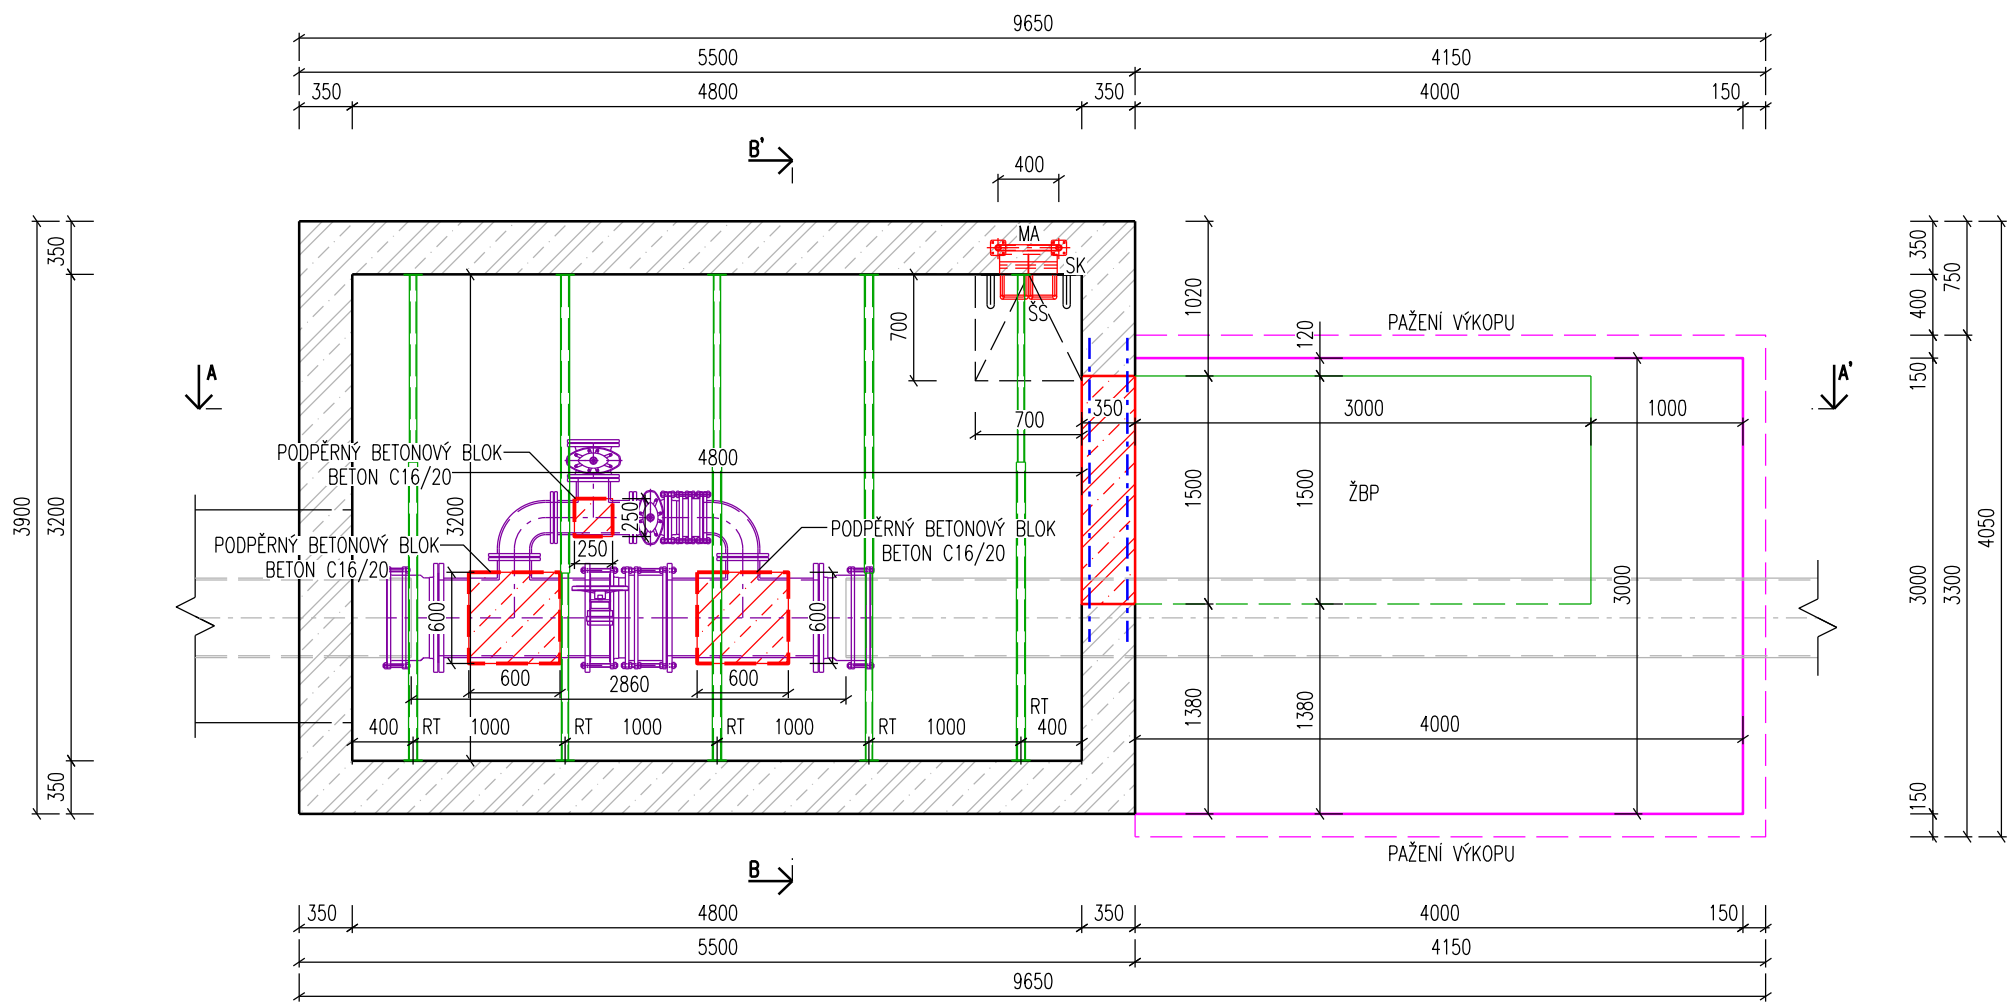 9650
5500
4150
350
4800
350
4000
150
B'
400
MA
SK
ŠS
350
3200
3900
350
700
700
1020
120
PAŽENÍ VÝKOPU
350
400
750
150
A
A'
350
3000
1000
PODPĚRNÝ BETONOVÝ BLOK
BETON C16/20
4800
3200
250
250
1500
1500
ŽBP
PODPĚRNÝ BETONOVÝ BLOK
BETON C16/20
PODPĚRNÝ BETONOVÝ BLOK
BETON C16/20
600
600
3000
3000
3300
4050
600
2860
600
RT
400
RT
1000
RT
1000
RT
1000
RT
1000
400
1380
1380
4000
150
PAŽENÍ VÝKOPU
B
350
4800
350
4000
150
5500
4150
9650